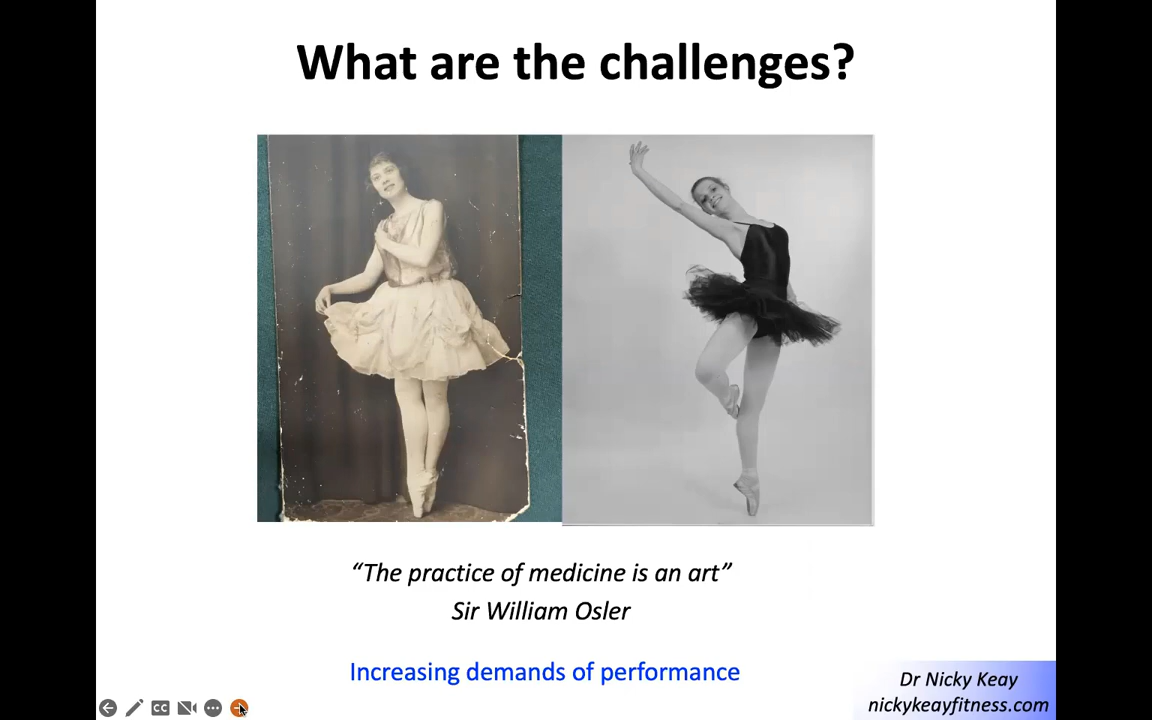 What are the challenges?
“The practice of medicine is an art”
Sir William Osler
Increasing demands of performance
Dr Nicky Keay
nickykeayfitness.com
CC